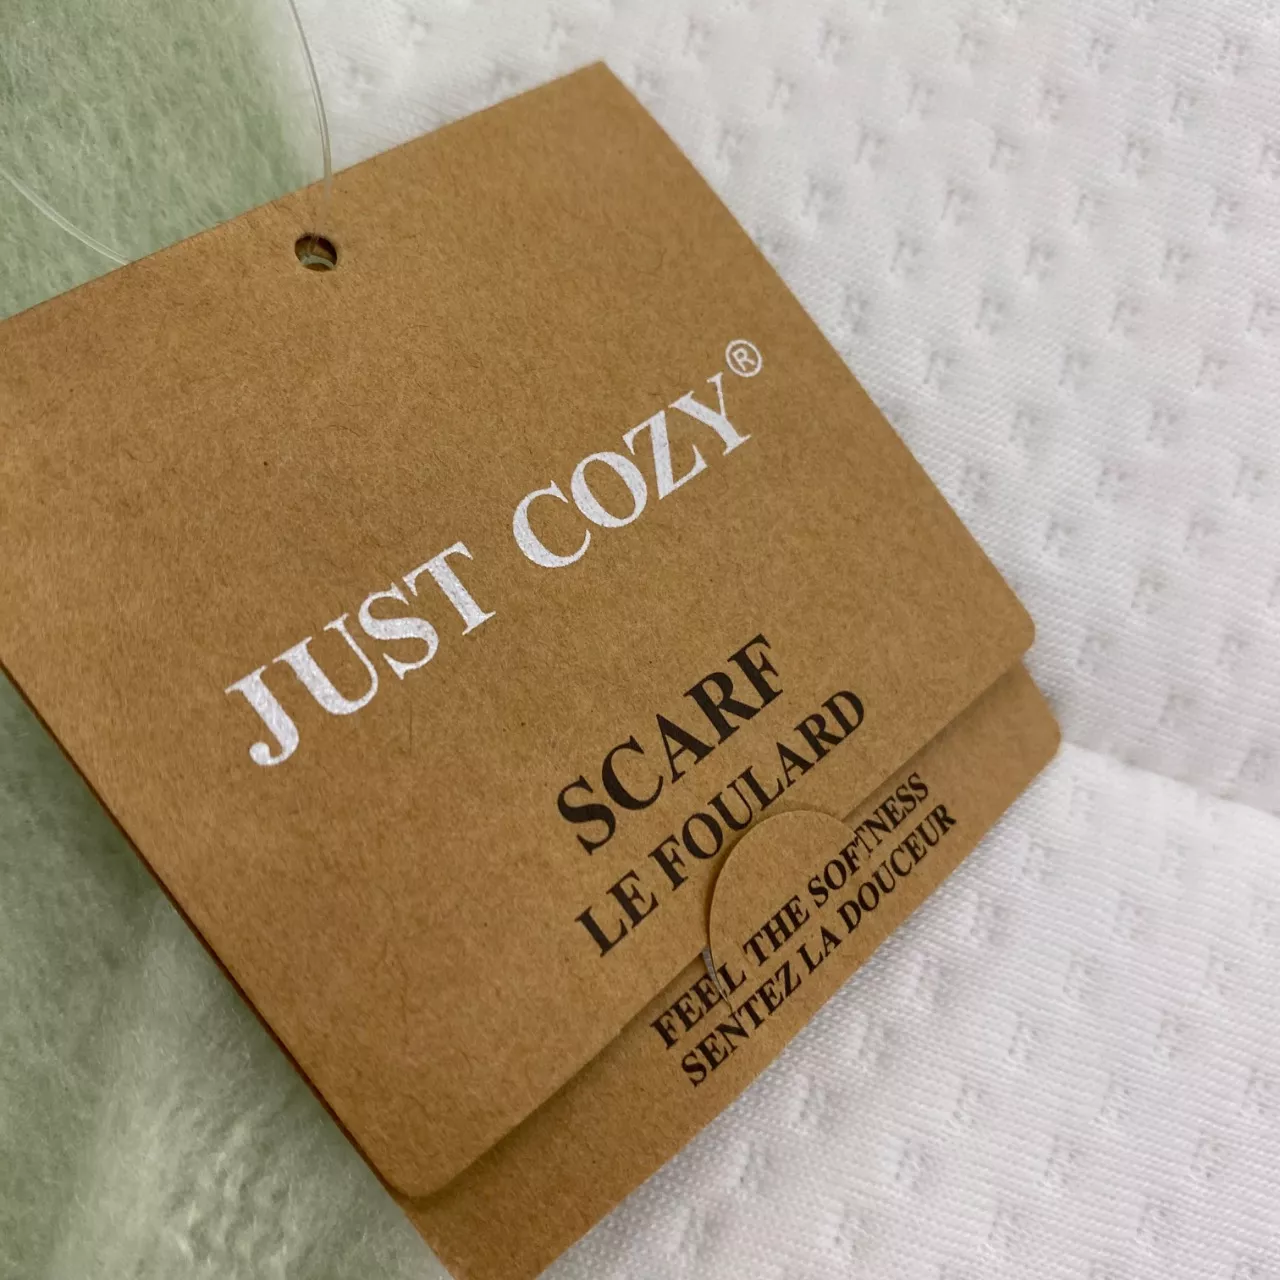 JUST COZY®
SCARF
LE FOULARD
FEEL THE SOFTNESS
SENTEZ LA DOUCEUR